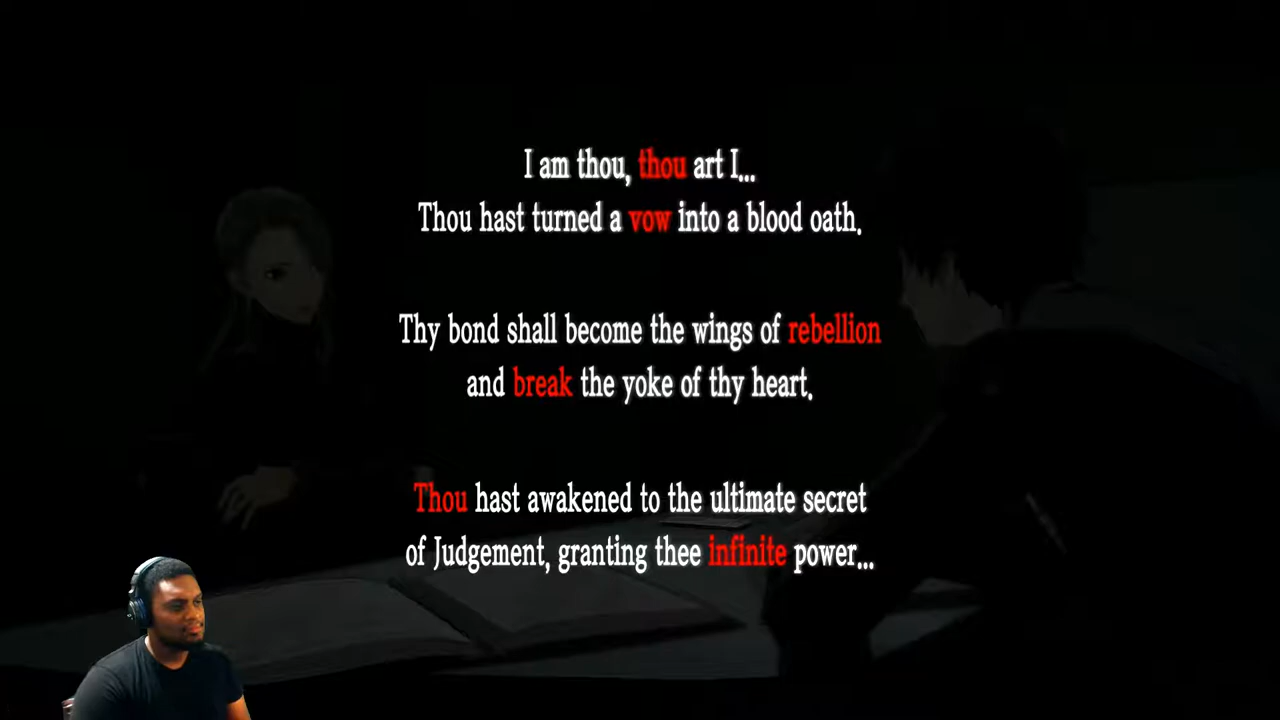 I am thou, thou art I...
Thou hast turned a vow into a blood oath.
Thy bond shall become the wings of rebellion
and break the yoke of thy heart.
Thou hast awakened to the ultimate secret
of Judgement, granting thee infinite power...